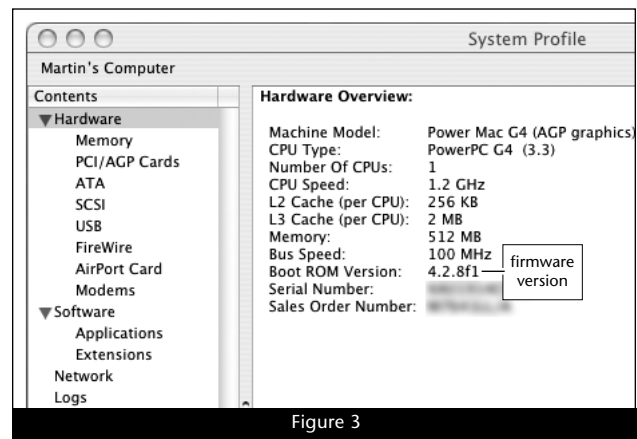 System Profile
Martin's Computer
Contents
Hardware
Memory
PCI/AGP Cards
ATA
SCSI
USB
FireWire
AirPort Card
Modems
Software
Applications
Extensions
Network
Logs
Hardware Overview:
Machine Model: Power Mac G4 (AGP graphics)
CPU Type: PowerPC G4 (3.3)
Number Of CPUs: 1
CPU Speed: 1.2 GHz
L2 Cache (per CPU): 256 KB
L3 Cache (per CPU): 2 MB
Memory: 512 MB
Bus Speed: 100 MHz
Boot ROM Version: 4.2.8f1
Serial Number:
Sales Order Number:
firmware
version
Figure 3